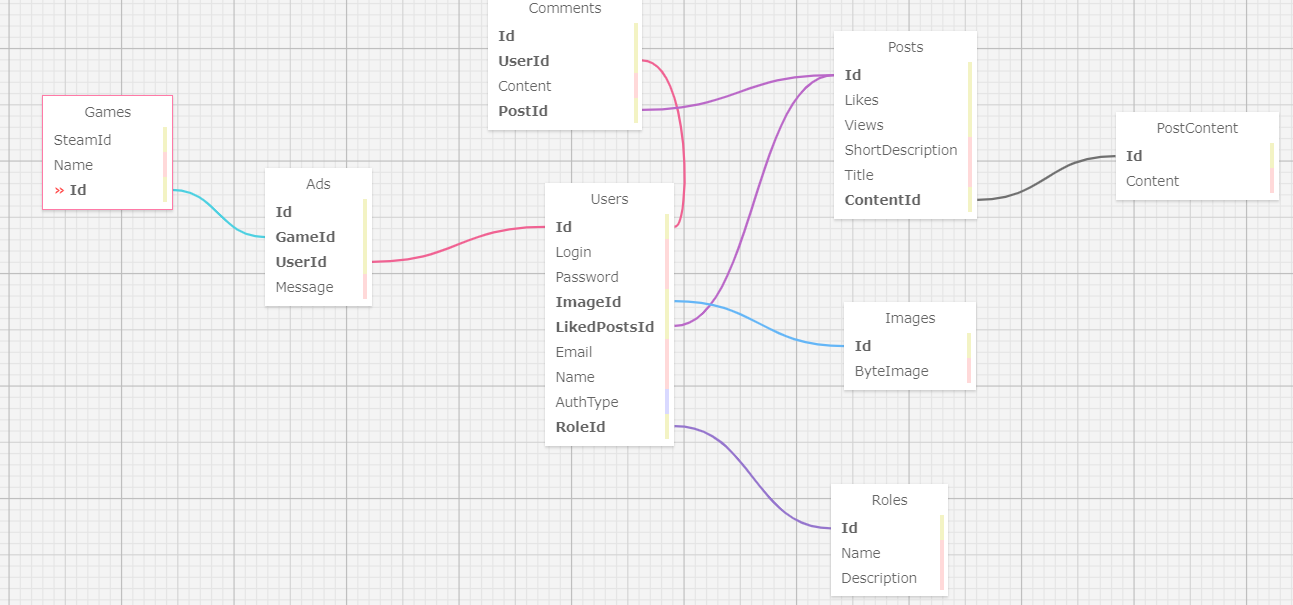 Comments
Id
UserId
Content
PostId
Posts
Id
Likes
Views
ShortDescription
Title
ContentId
Games
SteamId
Name
» Id
PostContent
Id
Content
Ads
Id
GameId
UserId
Message
Users
Id
Login
Password
ImageId
LikedPostsId
Email
Name
AuthType
RoleId
Images
Id
ByteImage
Roles
Id
Name
Description